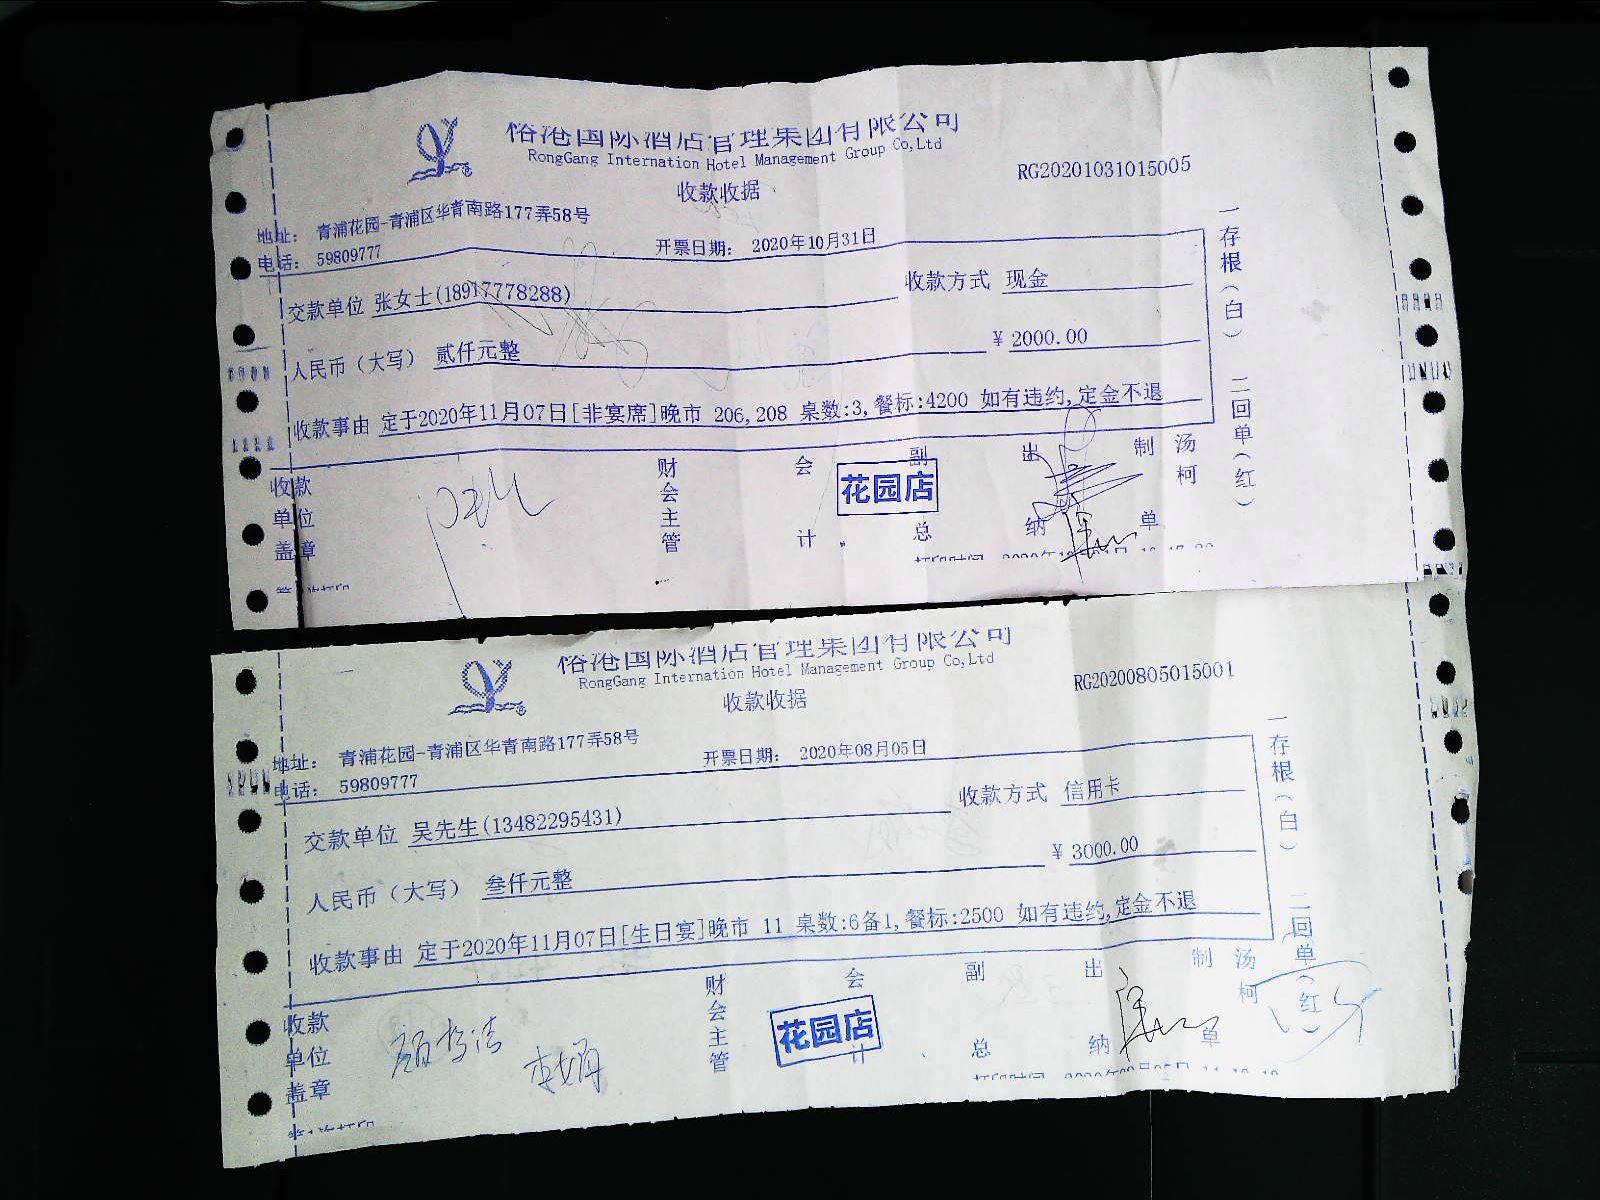 俗港国际酒店管理集团有限公司
RongGang Internation Hotel Management Group Co,Ltd
收款收据
RG20201031015005
地址: 青浦花园-青浦区华青南路177弄58号
电话: 59809777
开票日期: 2020年10月31日
交款单位 张女士(18917778288)
收款方式 现金
人民币（大写） 贰仟元整
¥ 2000.00
收款事由 定于2020年11月07日[非宴席]晚市 206,208 桌数:3,餐标:4200 如有违约,定金不退
一存根（白） 二回单（红）
收款单位盖章
财会主管
会计
副总
出纳
制单
汤柯
花园店
俗港国际酒店管理集团有限公司
RongGang Internation Hotel Management Group Co,Ltd
收款收据
RG20200805015001
地址: 青浦花园-青浦区华青南路177弄58号
电话: 59809777
开票日期: 2020年08月05日
交款单位 吴先生(13482295431)
收款方式 信用卡
人民币（大写） 叁仟元整
¥ 3000.00
收款事由 定于2020年11月07日[生日宴]晚市 11 桌数:6备1,餐标:2500 如有违约,定金不退
一存根（白） 二回单（红）
收款单位盖章
财会主管
会计
副总
出纳
制单
汤柯
花园店